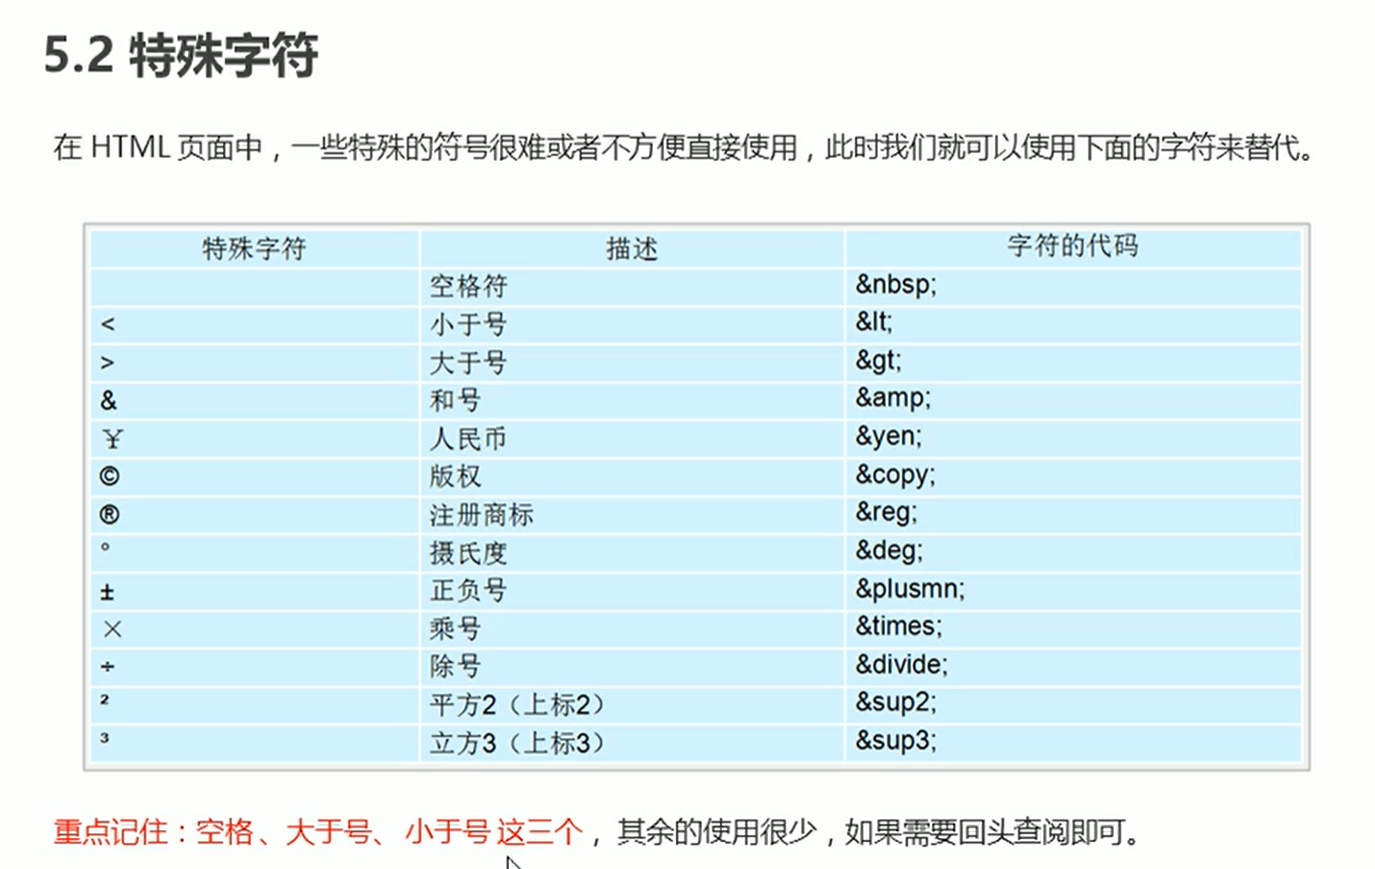 5.2 特殊字符
在 HTML 页面中，一些特殊的符号很难或者不方便直接使用，此时我们就可以使用下面的字符来替代。
特殊字符 描述 字符的代码
空格符 &nbsp;
< 小于号 &lt;
> 大于号 &gt;
& 和号 &amp;
¥ 人民币 &yen;
© 版权 &copy;
® 注册商标 &reg;
° 摄氏度 &deg;
± 正负号 &plusmn;
× 乘号 &times;
÷ 除号 &divide;
² 平方2（上标2） &sup2;
³ 立方3（上标3） &sup3;
重点记住：空格、大于号、 小于号 这三个， 其余的使用很少，如果需要回头查阅即可。